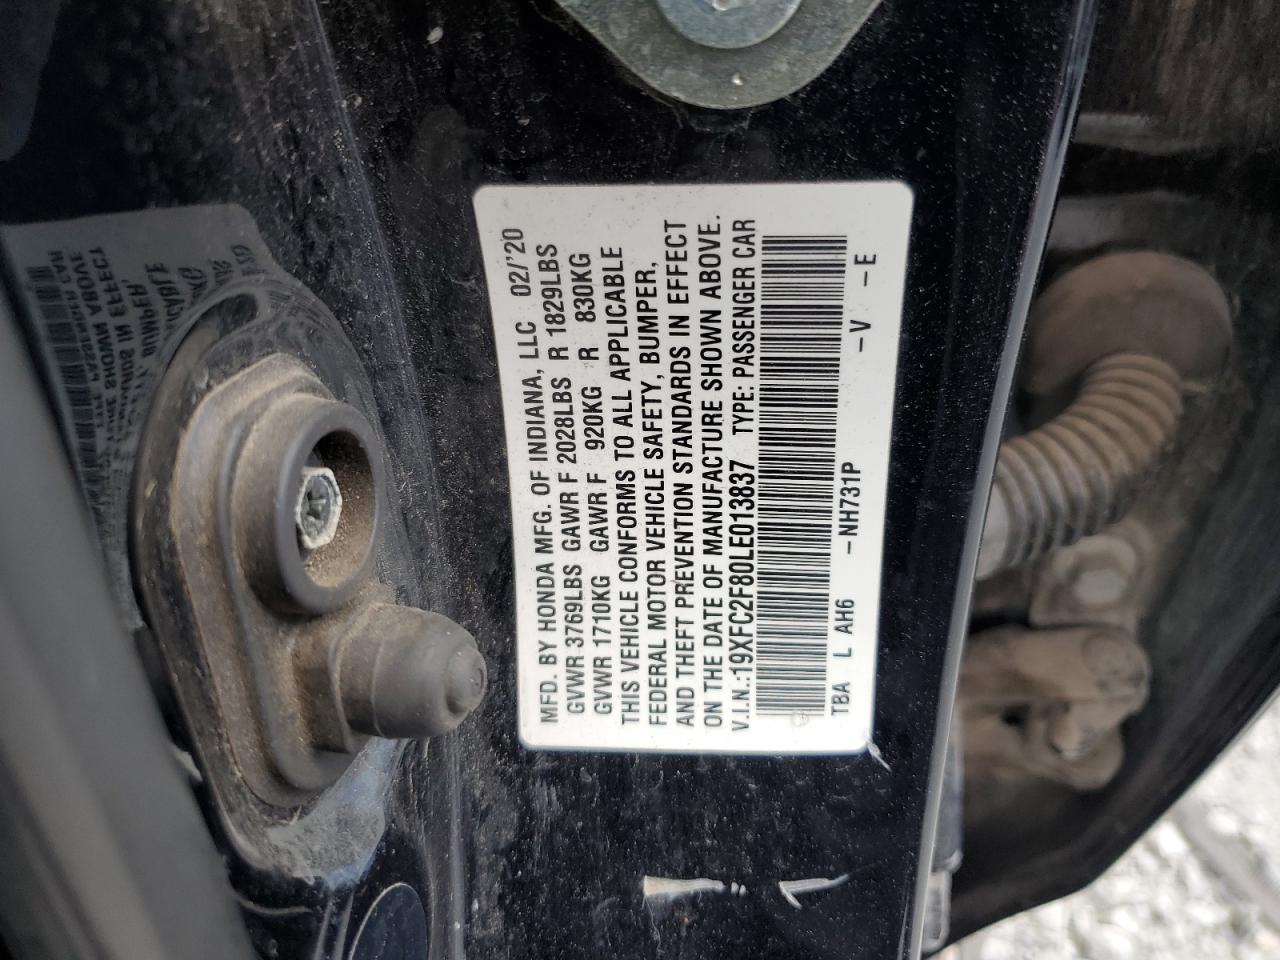 MFD. BY HONDA MFG. OF INDIANA, LLC 02/'20
GVWR 3769LBS GAWR F 2028LBS R 1829LBS
GVWR 1710KG GAWR F 920KG R 830KG
THIS VEHICLE CONFORMS TO ALL APPLICABLE
FEDERAL MOTOR VEHICLE SAFETY, BUMPER,
AND THEFT PREVENTION STANDARDS IN EFFECT
ON THE DATE OF MANUFACTURE SHOWN ABOVE.
V.I.N.:19XFC2F80LE013837 TYPE: PASSENGER CAR
TBA L AH6 -NH731P -V -E